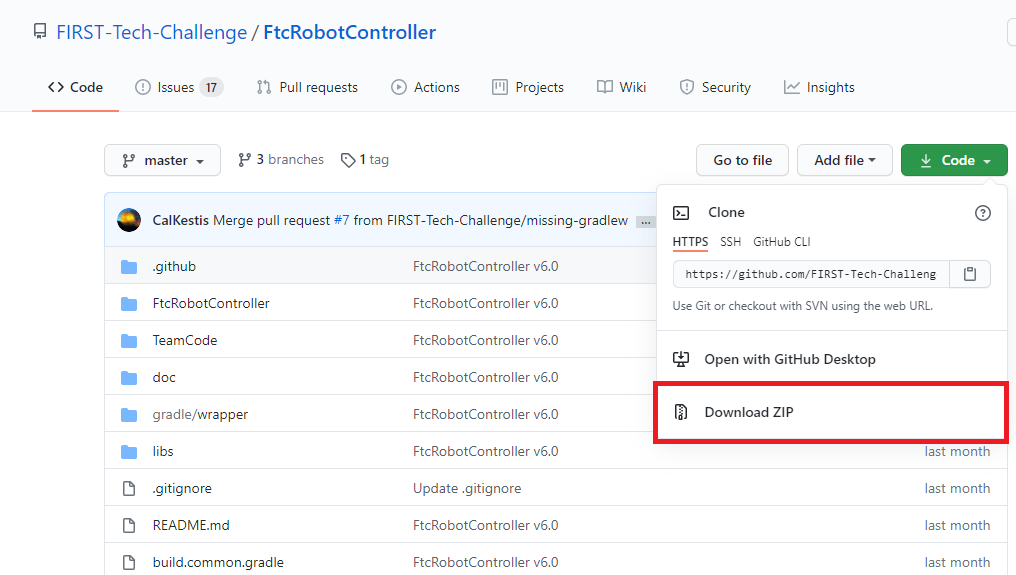 FIRST-Tech-Challenge / FtcRobotController
Code Issues 17 Pull requests Actions Projects Wiki Security Insights
master 3 branches 1 tag Go to file Add file Code
CalKestis Merge pull request #7 from FIRST-Tech-Challenge/missing-gradlew ...
.github FtcRobotController v6.0
FtcRobotController FtcRobotController v6.0
TeamCode FtcRobotController v6.0
doc FtcRobotController v6.0
gradle/wrapper FtcRobotController v6.0
libs FtcRobotController v6.0 last month
.gitignore Update .gitignore last month
README.md FtcRobotController v6.0 last month
build.common.gradle FtcRobotController v6.0 last month
Clone
HTTPS SSH GitHub CLI
https://github.com/FIRST-Tech-Challeng
Use Git or checkout with SVN using the web URL.
Open with GitHub Desktop
Download ZIP